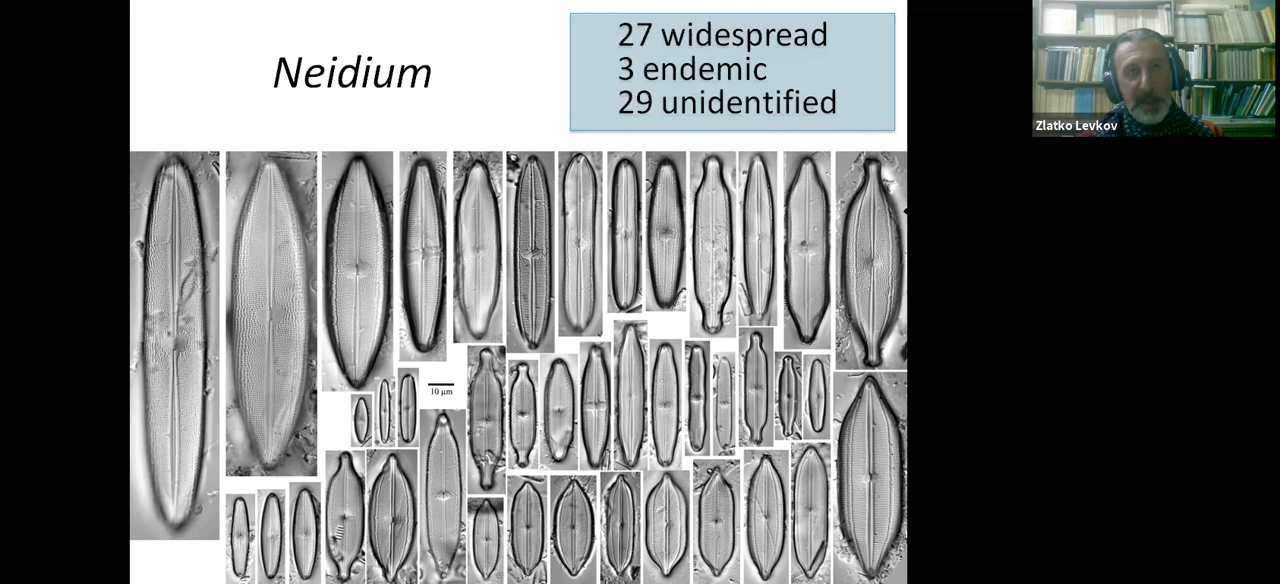 Neidium
27 widespread
3 endemic
29 unidentified
Zlatko Levkov
10 µm